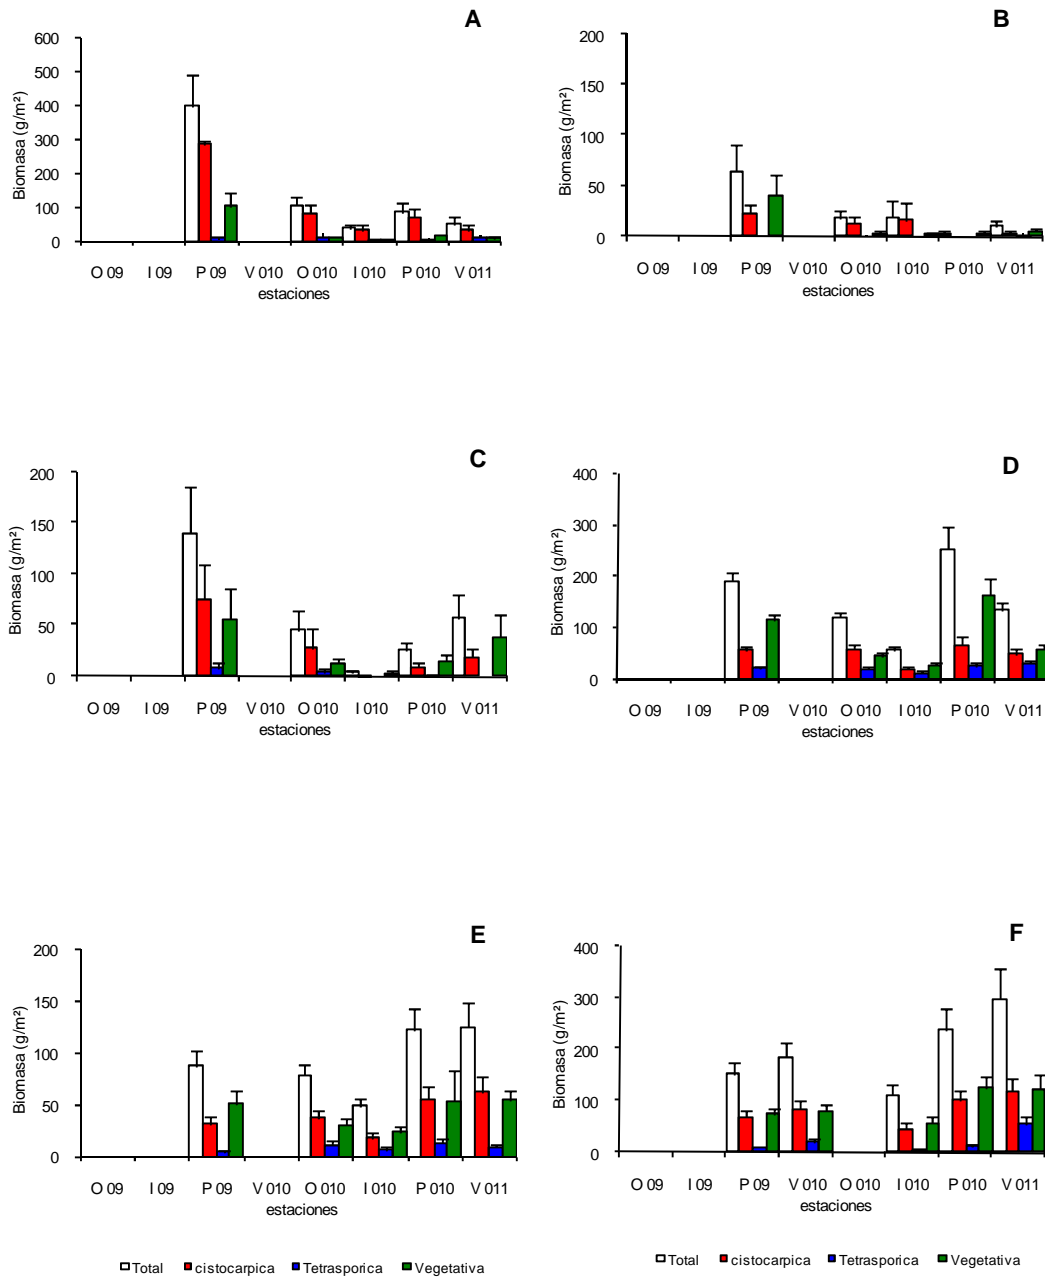 A
600
500
400
300
200
100
0
Biomasa (g/m²)
O 09 I 09 P 09 V 010 O 010 I 010 P 010 V 011
estaciones
B
200
150
100
50
0
Biomasa (g/m²)
O 09 I 09 P 09 V 010 O 010 I 010 P 010 V 011
estaciones
C
200
150
100
50
0
Biomasa (g/m²)
O 09 I 09 P 09 V 010 O 010 I 010 P 010 V 011
estaciones
D
400
300
200
100
0
Biomasa (g/m²)
O 09 I 09 P 09 V 010 O 010 I 010 P 010 V 011
estaciones
E
200
150
100
50
0
Biomasa (g/m²)
O 09 I 09 P 09 V 010 O 010 I 010 P 010 V 011
estaciones
F
400
300
200
100
0
Biomasa (g/m²)
O 09 I 09 P 09 V 010 O 010 I 010 P 010 V 011
estaciones
Total cistocarpica Tetrasporica Vegetativa
Total cistocarpica Tetrasporica Vegetativa